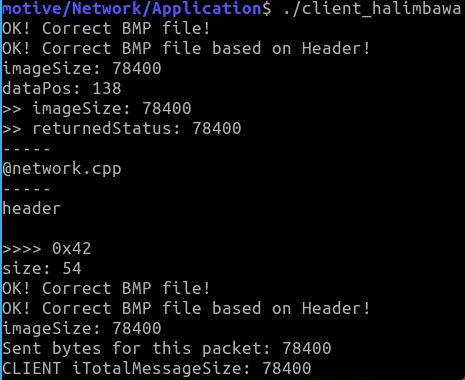 motive/Network/Application$ ./client_halimbawa
OK! Correct BMP file!
OK! Correct BMP file based on Header!
imageSize: 78400
dataPos: 138
>> imageSize: 78400
>> returnedStatus: 78400
-----
@network.cpp
-----
header
>>>> 0x42
size: 54
OK! Correct BMP file!
OK! Correct BMP file based on Header!
imageSize: 78400
Sent bytes for this packet: 78400
CLIENT iTotalMessageSize: 78400